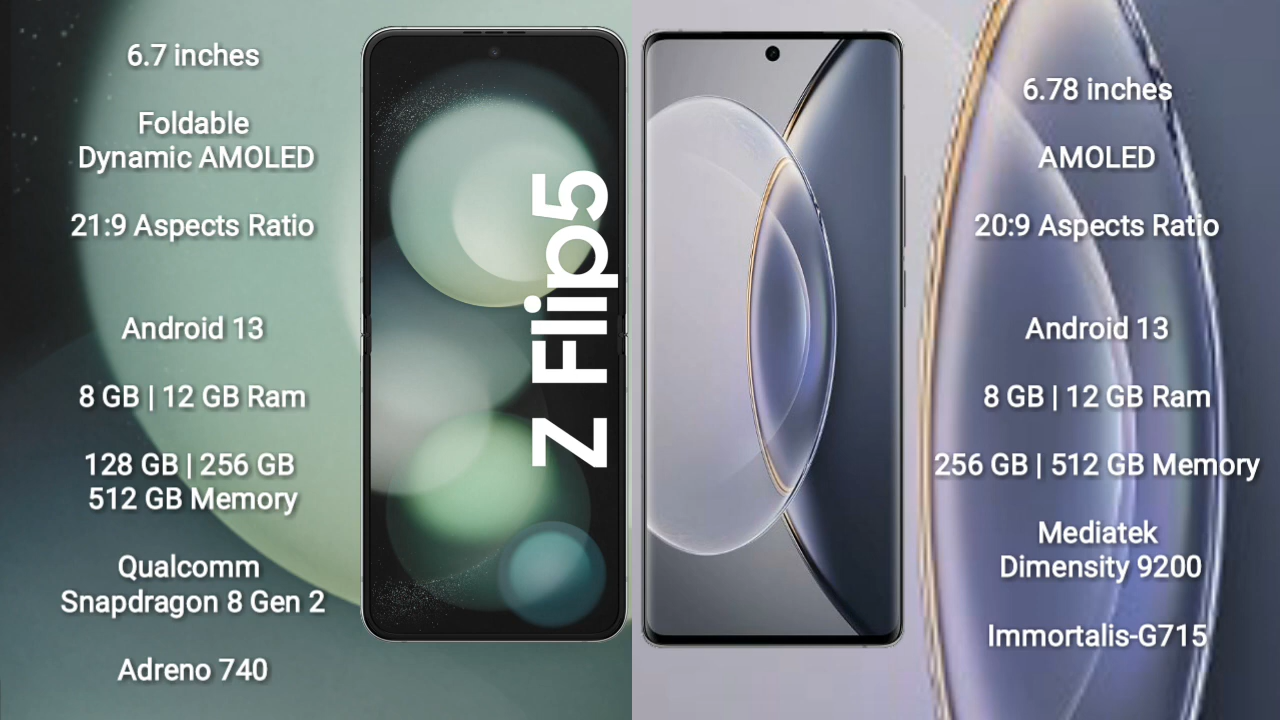 6.7 inches
Foldable
Dynamic AMOLED
21:9 Aspects Ratio
Android 13
8 GB | 12 GB Ram
128 GB | 256 GB
512 GB Memory
Qualcomm
Snapdragon 8 Gen 2
Adreno 740
Z Flip5
6.78 inches
AMOLED
20:9 Aspects Ratio
Android 13
8 GB | 12 GB Ram
256 GB | 512 GB Memory
Mediatek
Dimensity 9200
Immortalis-G715